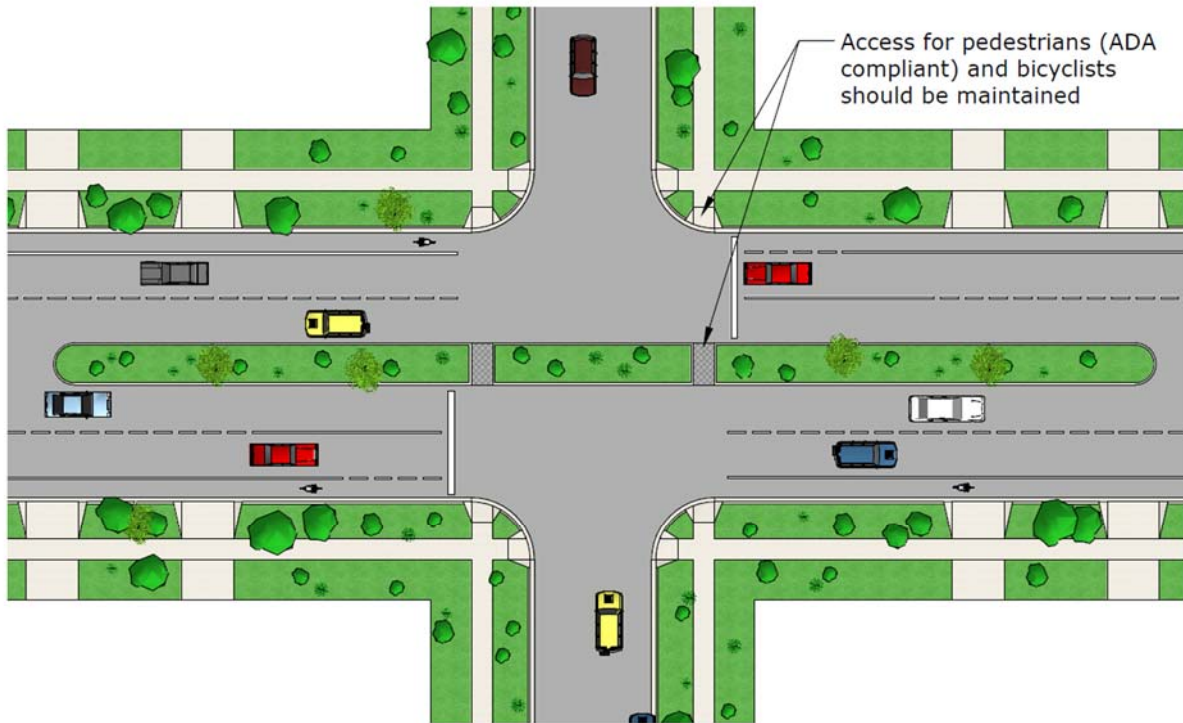 Access for pedestrians (ADA
compliant) and bicyclists
should be maintained